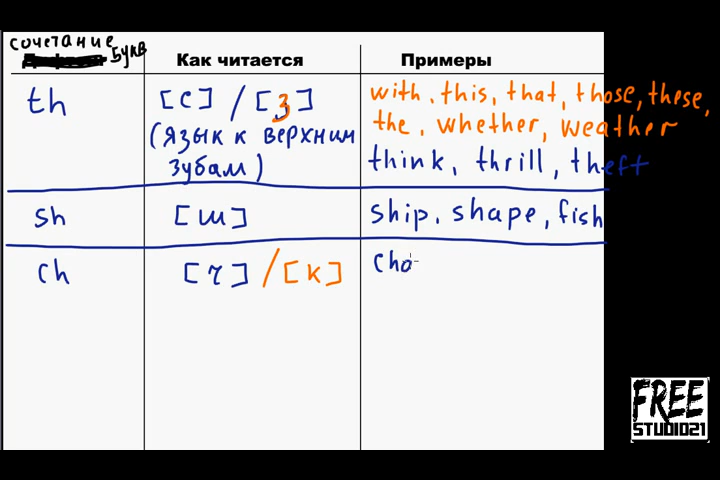 сочетание букв
Как читается
Примеры
th
[с] / [з]
(язык к верхним
зубам)
with, this, that, those, these,
the, whether, weather
think, thrill, theft
sh
[ш]
ship, shape, fish
ch
[ч] / [к]
cho
FREE
STUDIO21